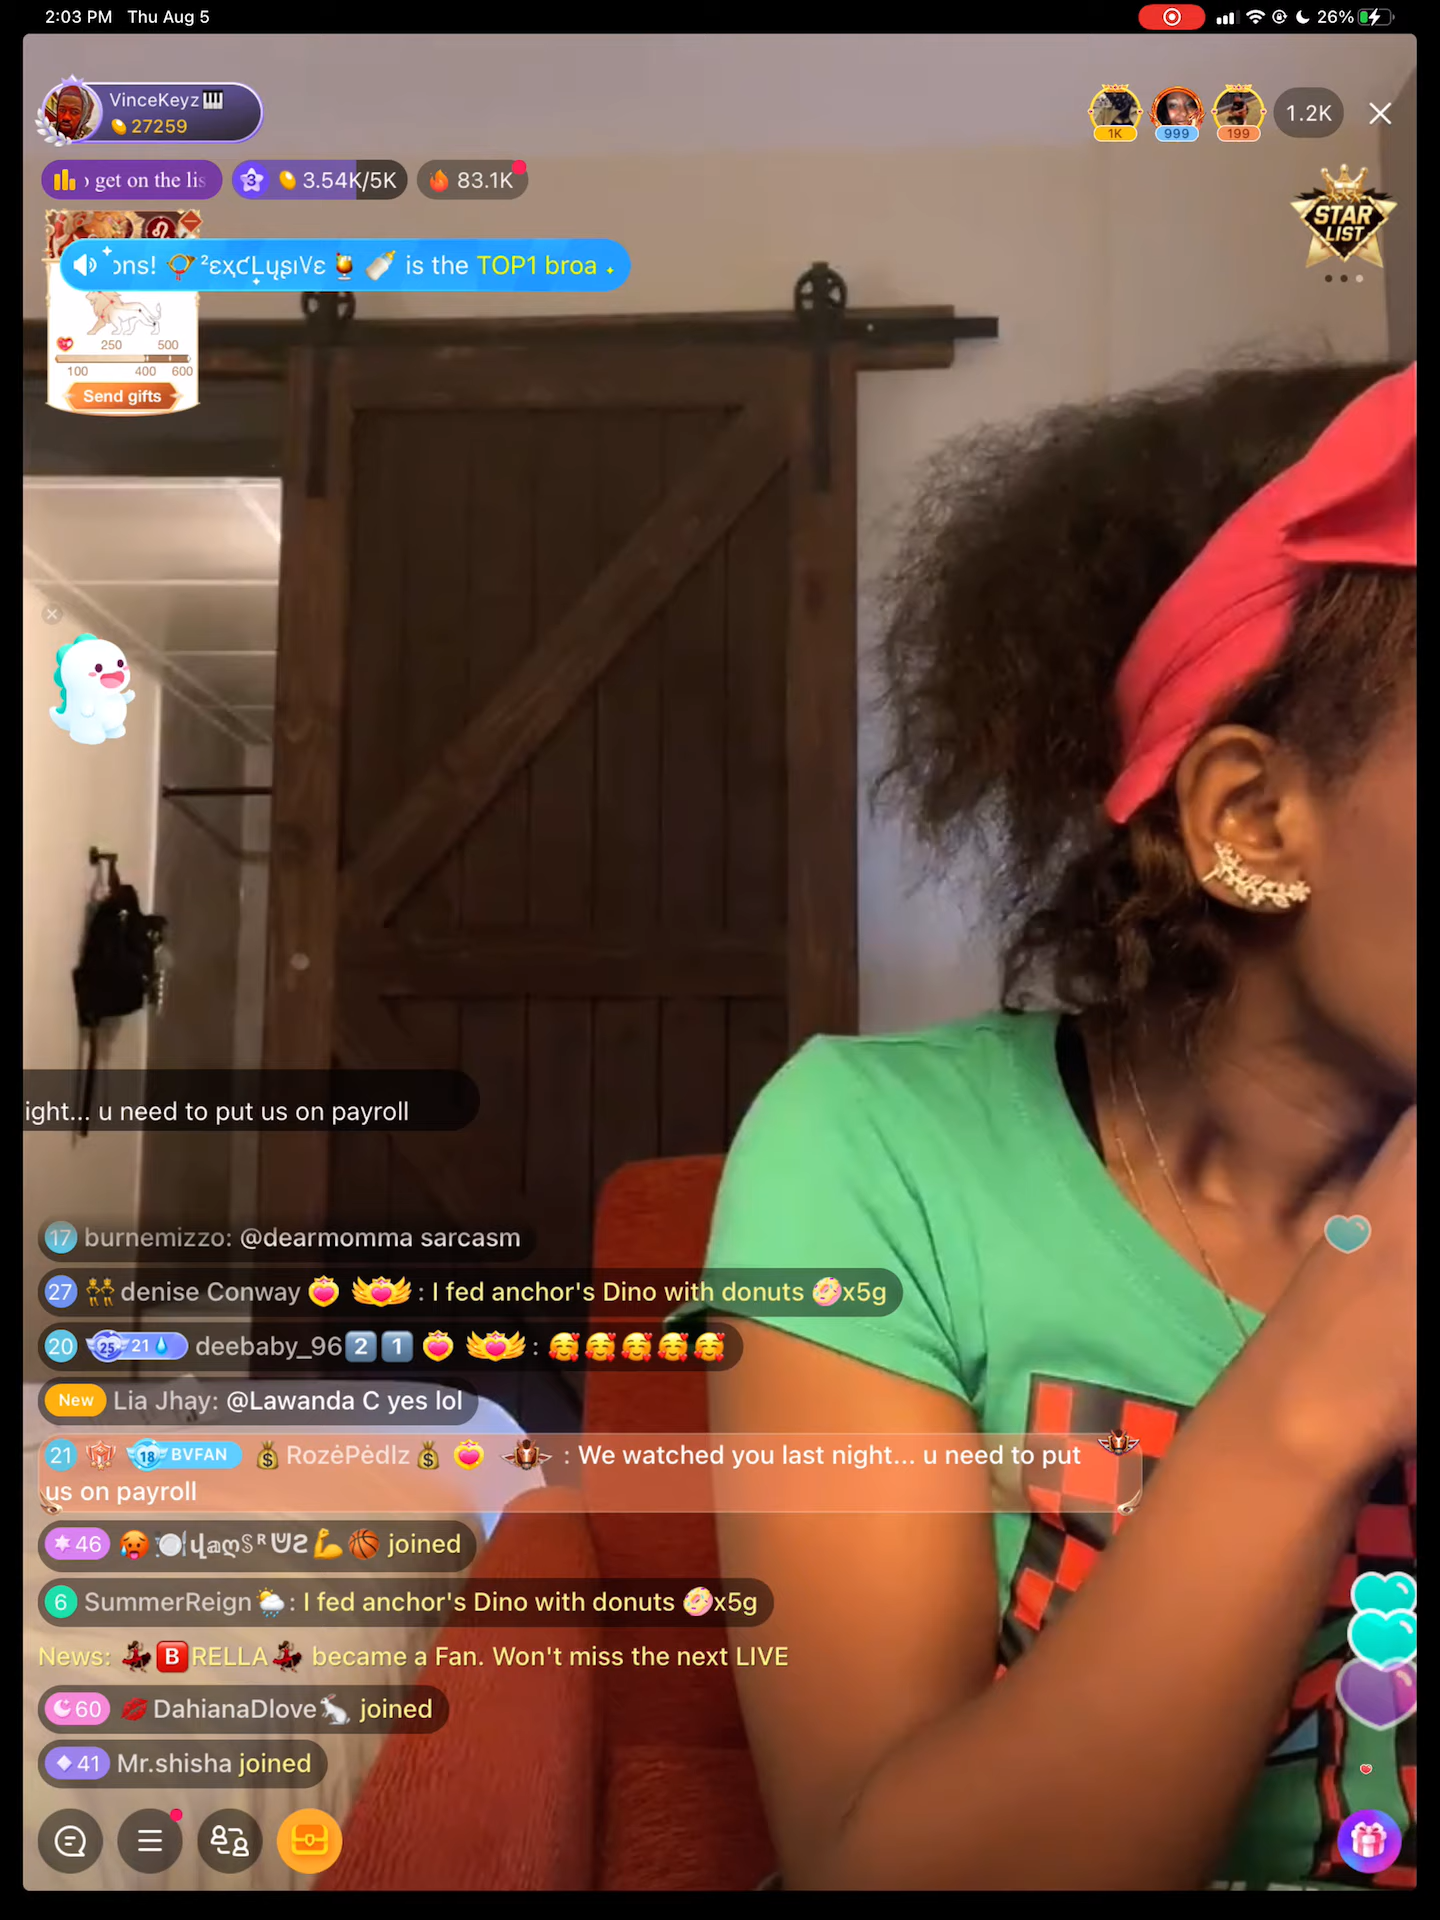 2:03 PM Thu Aug 5
26%
VinceKeyz🎹
27259
1K
999
199
1.2K
get on the lis
3
3.54K/5K
83.1K
STAR
LIST
ons!
is the TOP1 broa
250 500
100 400 600
Send gifts
ight... u need to put us on payroll
17 burnemizzo: @dearmomma sarcasm
27 👯 denise Conway : I fed anchor's Dino with donuts 🍩x5g
20 25 21💧 deebaby_96 2️⃣ 1️⃣ : 🥰🥰🥰🥰🥰
New Lia Jhay: @Lawanda C yes lol
21 18 BVFAN 💰RozėPėdlz💰 : We watched you last night... u need to put
us on payroll
46 joined
6 SummerReign🌦: I fed anchor's Dino with donuts 🍩x5g
News: 💃🅱️RELLA💃 became a Fan. Won't miss the next LIVE
60 💋DahianaDlove🐇 joined
41 Mr.shisha joined